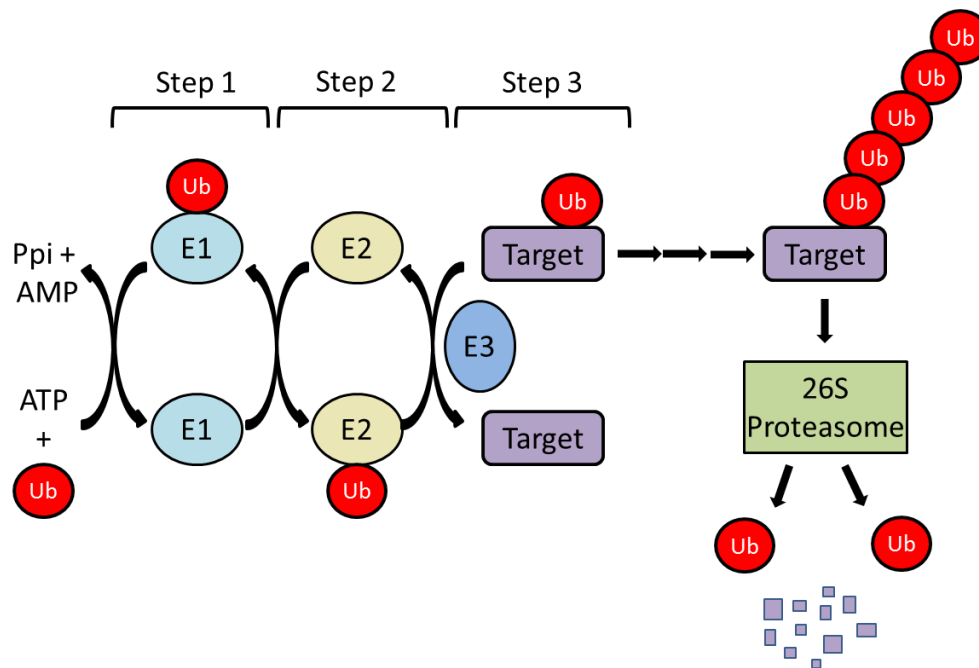 Step 1
Step 2
Step 3
Ub
Ub
Ub
Ub
Ub
Ub
Ub
E1
E2
Target
Target
Ppi +
AMP
E3
ATP
+
E1
E2
Target
Ub
Ub
26S
Proteasome
Ub
Ub